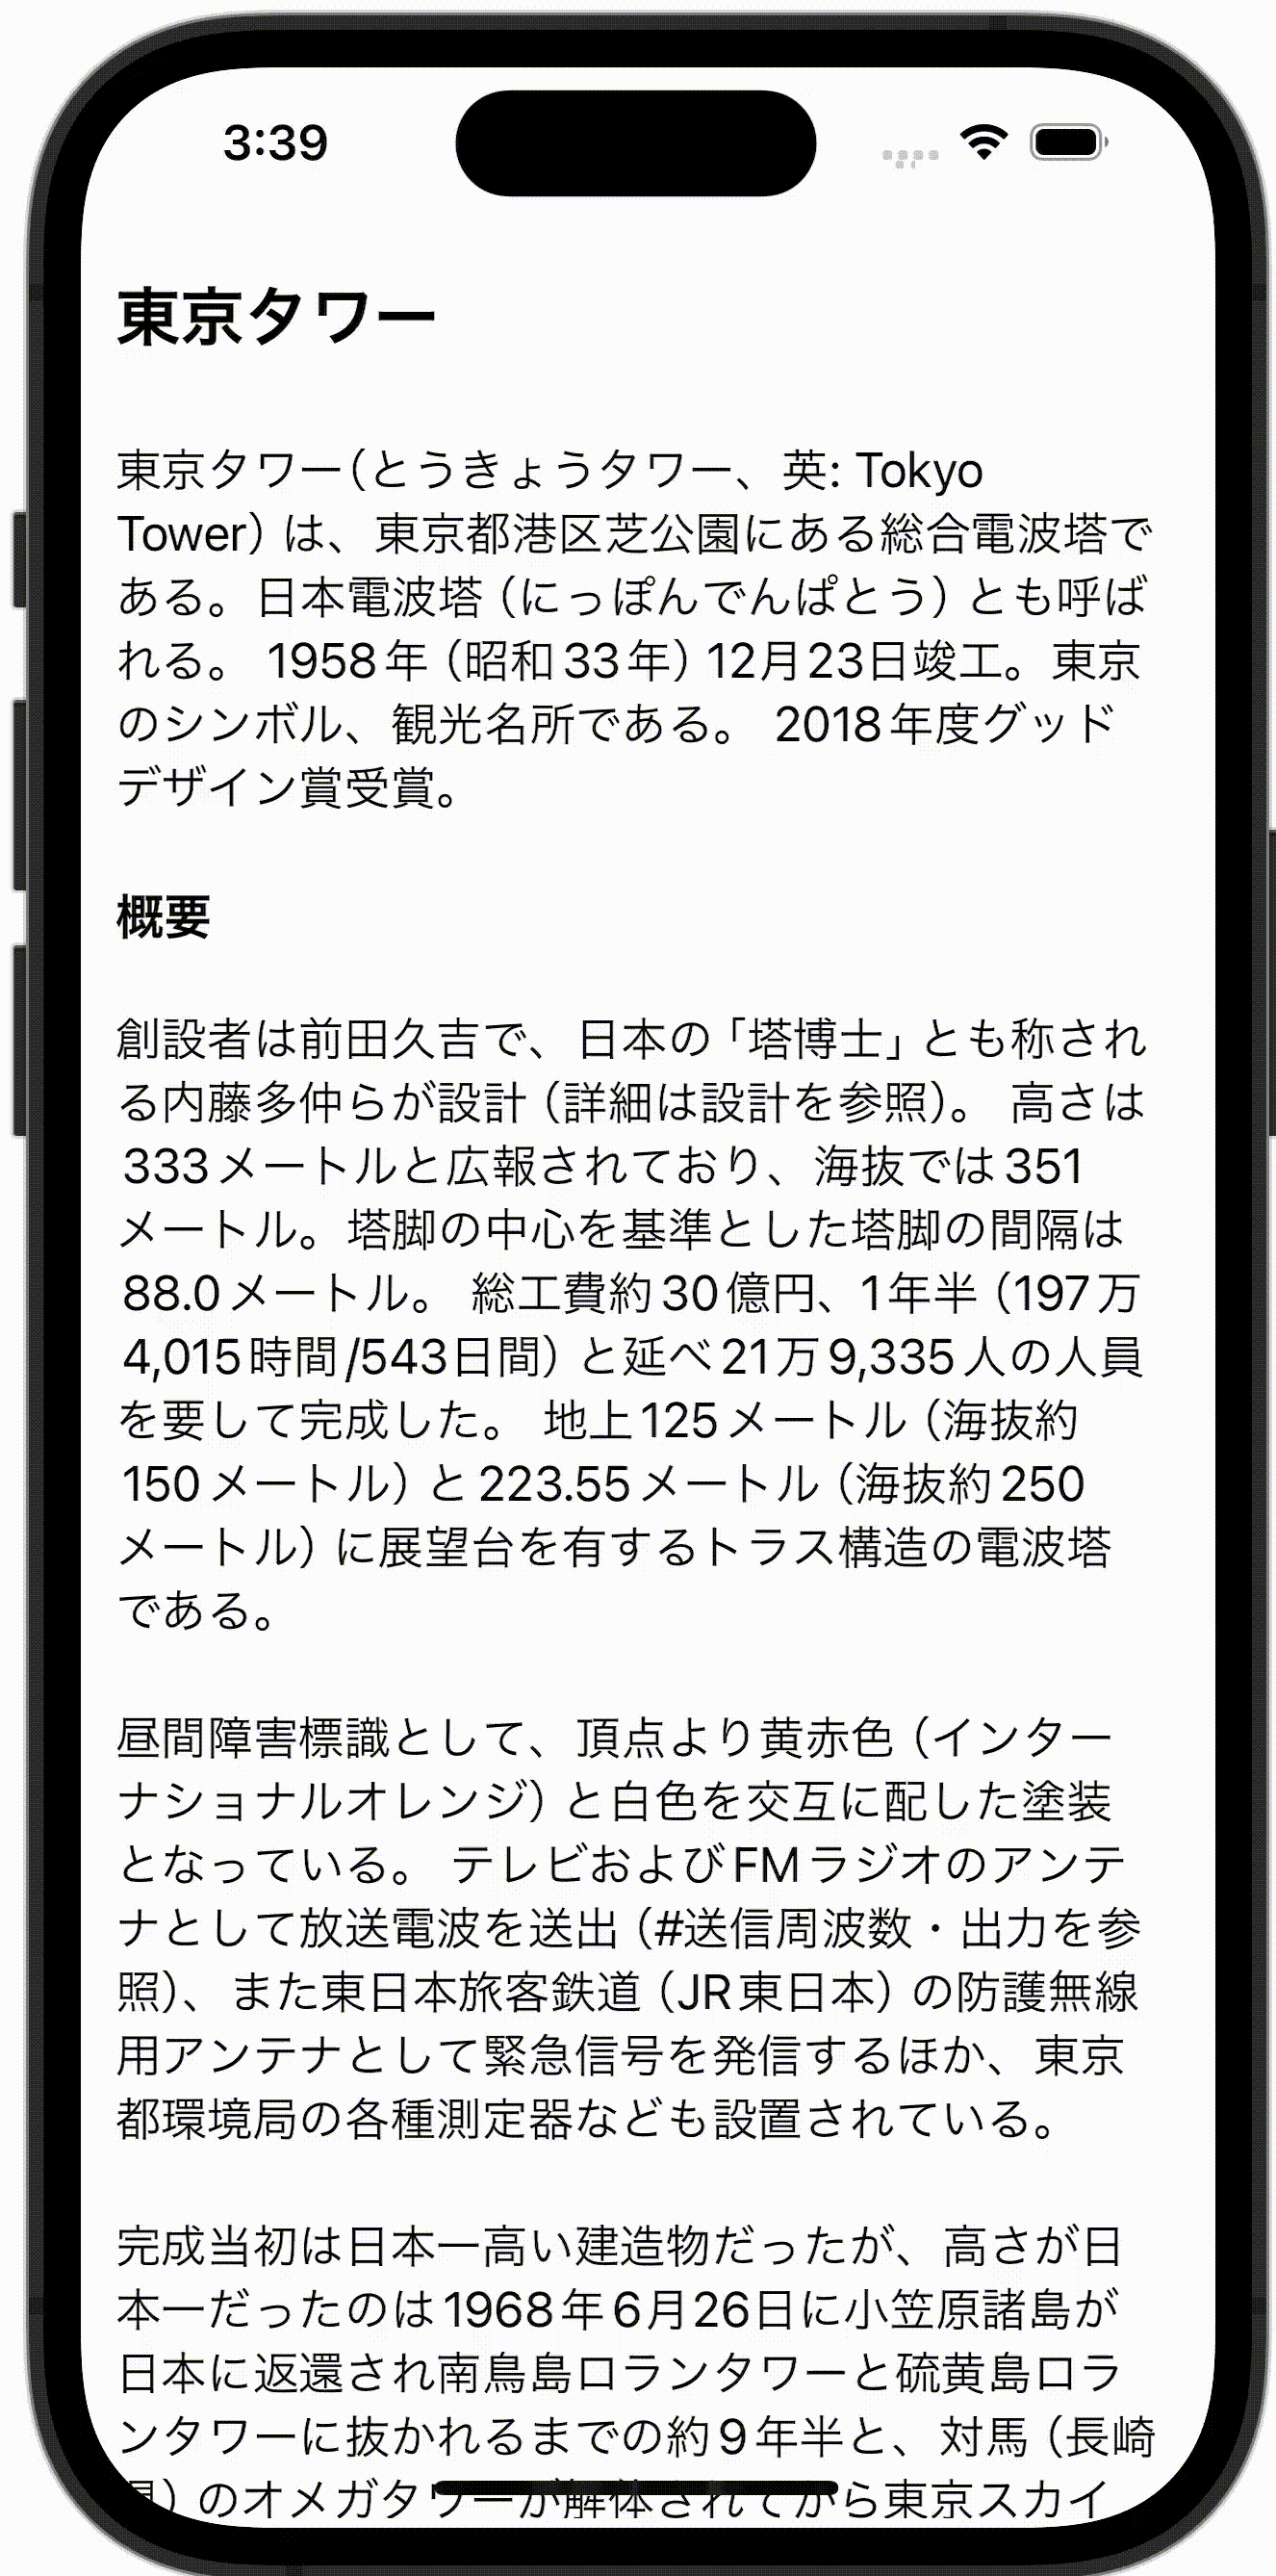 3:39
東京タワー
東京タワー(とうきょうタワー、英: Tokyo
Tower）は、東京都港区芝公園にある総合電波塔で
ある。日本電波塔（にっぽんでんぱとう）とも呼ば
れる。 1958年（昭和33年）12月23日竣工。東京
のシンボル、観光名所である。 2018年度グッド
デザイン賞受賞。
概要
創設者は前田久吉で、日本の「塔博士」とも称され
る内藤多仲らが設計（詳細は設計を参照）。 高さは
333メートルと広報されており、海抜では351
メートル。塔脚の中心を基準とした塔脚の間隔は
88.0メートル。 総工費約30億円、1年半（197万
4,015時間/543日間）と延べ21万9,335人の人員
を要して完成した。 地上125メートル（海抜約
150メートル）と223.55メートル（海抜約250
メートル）に展望台を有するトラス構造の電波塔
である。
昼間障害標識として、頂点より黄赤色（インター
ナショナルオレンジ）と白色を交互に配した塗装
となっている。 テレビおよびFMラジオのアンテ
ナとして放送電波を送出（#送信周波数・出力を参
照）、また東日本旅客鉄道（JR東日本）の防護無線
用アンテナとして緊急信号を発信するほか、東京
都環境局の各種測定器なども設置されている。
完成当初は日本一高い建造物だったが、高さが日
本一だったのは1968年6月26日に小笠原諸島が
日本に返還され南鳥島ロランタワーと硫黄島ロラ
ンタワーに抜かれるまでの約9年半と、対馬（長崎
県）のオメガタワーが解体されてから東京スカイ